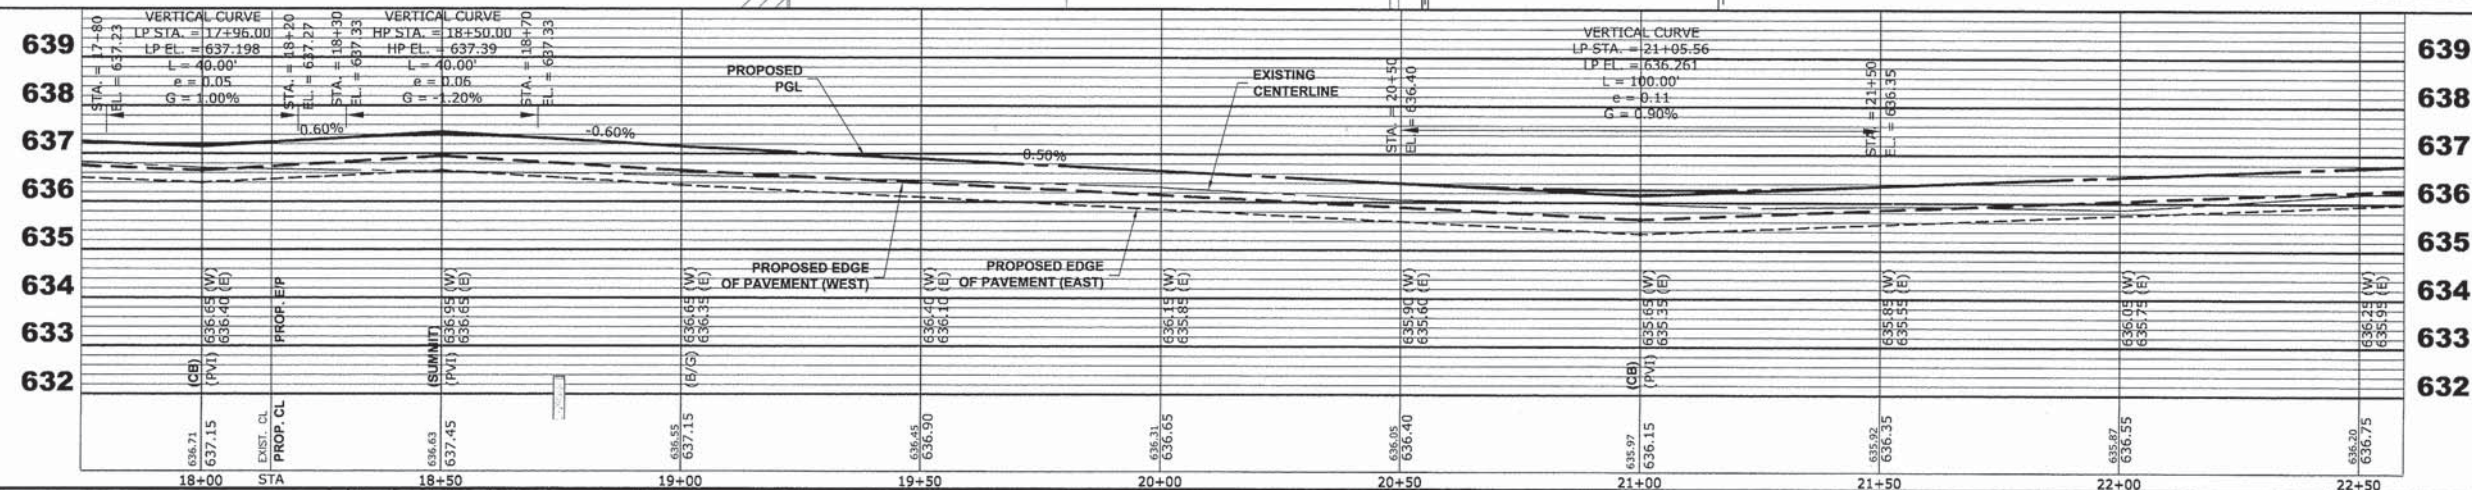 639
638
637
636
635
634
633
632
STA. = 17+80
EL. = 637.23
VERTICAL CURVE
LP STA. = 17+96.00
LP EL. = 637.198
L = 40.00'
e = 0.05
G = 1.00%
STA. = 18+20
EL. = 637.27
STA. = 18+30
EL. = 637.33
VERTICAL CURVE
HP STA. = 18+50.00
HP EL. = 637.39
L = 40.00'
e = 0.06
G = -1.20%
STA. = 18+70
EL. = 637.33
0.60%
-0.60%
PROPOSED
PGL
0.50%
EXISTING
CENTERLINE
STA. = 20+50
EL. = 636.40
VERTICAL CURVE
LP STA. = 21+05.56
LP EL. = 636.261
L = 100.00'
e = 0.11
G = 0.90%
STA. = 21+50
EL. = 636.35
639
638
637
636
635
634
633
632
PROPOSED EDGE
OF PAVEMENT (WEST)
PROPOSED EDGE
OF PAVEMENT (EAST)
(CB)
(PVI) 636.65 (W)
636.40 (E)
PROP. E/P
(SUMMIT)
(PVI) 636.95 (W)
636.65 (E)
(B/G) 636.65 (W)
636.35 (E)
636.40 (W)
636.10 (E)
636.15 (W)
635.85 (E)
635.90 (W)
635.60 (E)
(CB)
(PVI) 635.65 (W)
635.35 (E)
635.85 (W)
635.55 (E)
636.05 (W)
635.75 (E)
636.25 (W)
635.95 (E)
636.71
637.15
EXIST. CL
PROP. CL
636.63
637.45
636.55
637.15
636.45
636.90
636.31
636.65
636.05
636.40
635.97
636.15
635.92
636.35
635.87
636.55
636.20
636.75
18+00 STA 18+50 19+00 19+50 20+00 20+50 21+00 21+50 22+00 22+50